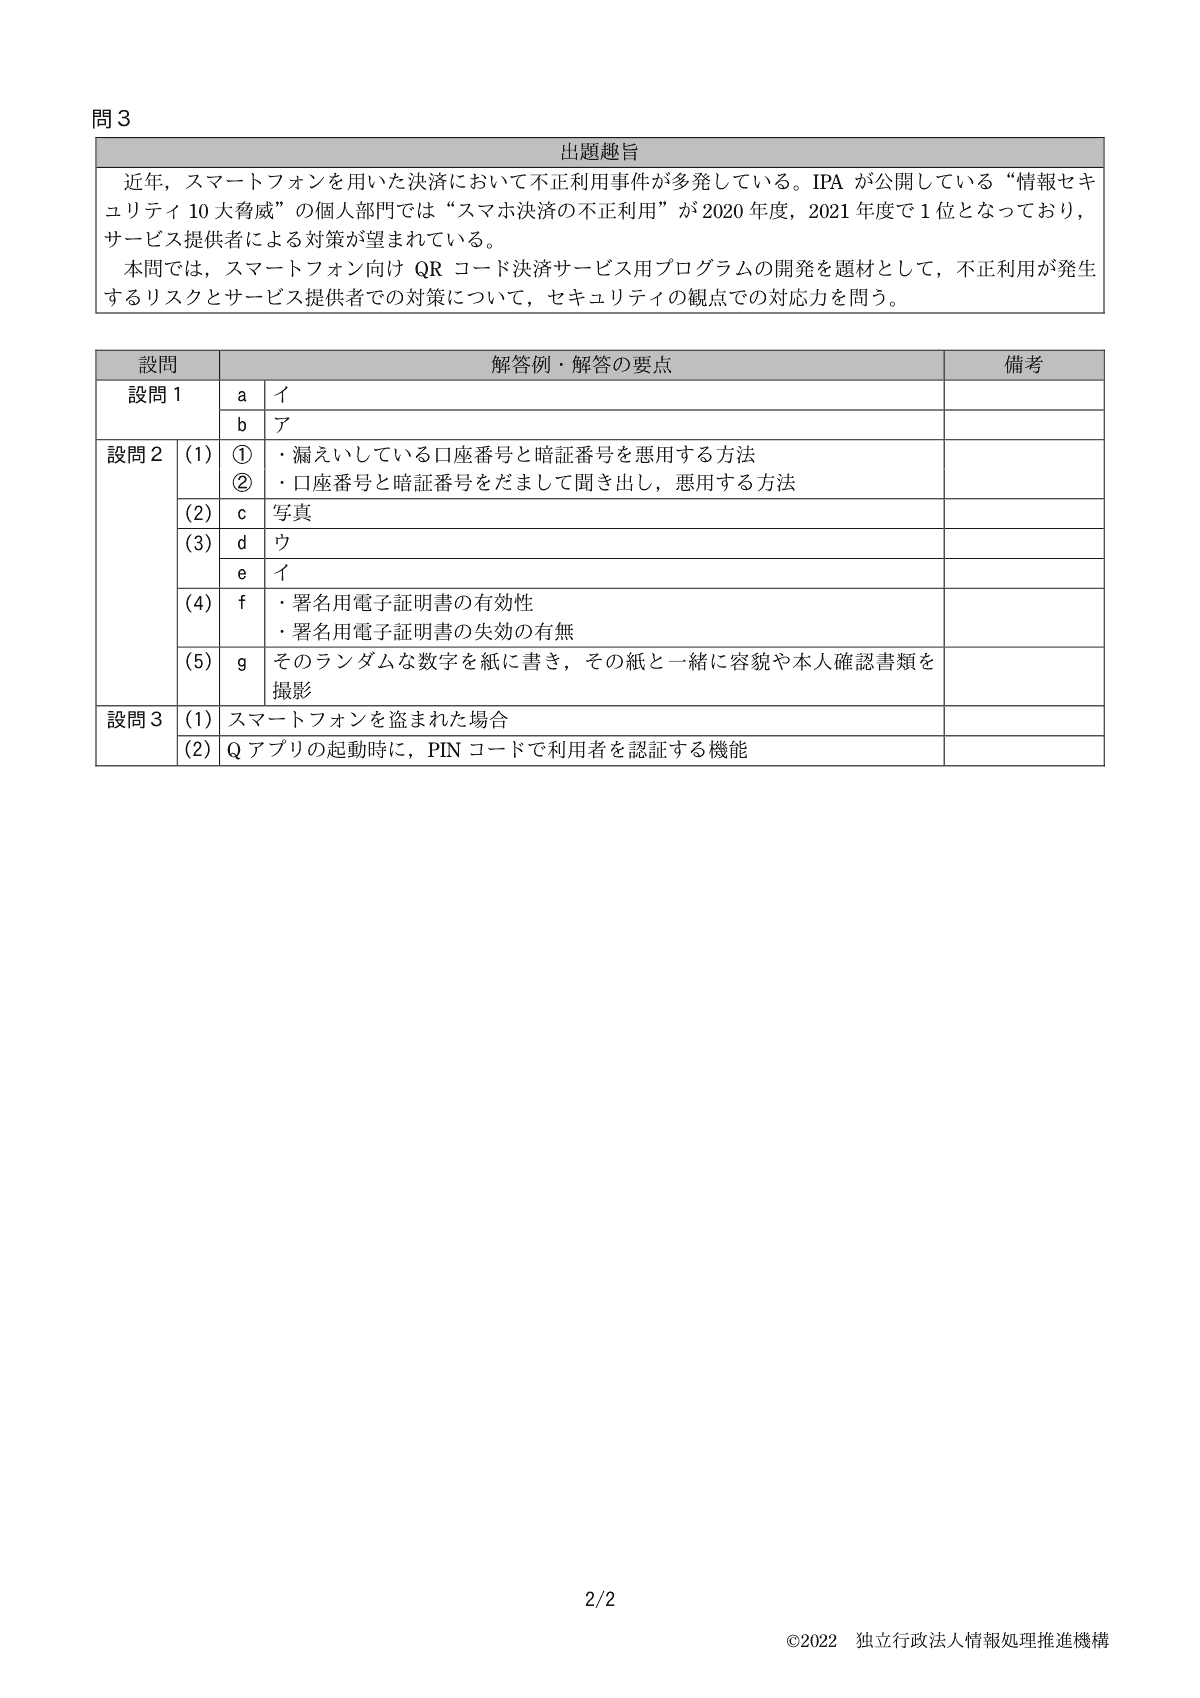 問３
出題趣旨
近年，スマートフォンを用いた決済において不正利用事件が多発している。IPA が公開している“情報セキ
ュリティ 10 大脅威”の個人部門では“スマホ決済の不正利用”が 2020 年度，2021 年度で 1 位となっており，
サービス提供者による対策が望まれている。
本問では，スマートフォン向け QR コード決済サービス用プログラムの開発を題材として，不正利用が発生
するリスクとサービス提供者での対策について，セキュリティの観点での対応力を問う。
設問 解答例・解答の要点 備考
設問１ a イ
b ア
設問２ (1) ① ・漏えいしている口座番号と暗証番号を悪用する方法
② ・口座番号と暗証番号をだまして聞き出し，悪用する方法
(2) c 写真
(3) d ウ
e イ
(4) f ・署名用電子証明書の有効性
・署名用電子証明書の失効の有無
(5) g そのランダムな数字を紙に書き，その紙と一緒に容貌や本人確認書類を
撮影
設問３ (1) スマートフォンを盗まれた場合
(2) Q アプリの起動時に，PIN コードで利用者を認証する機能
2/2
©2022 独立行政法人情報処理推進機構